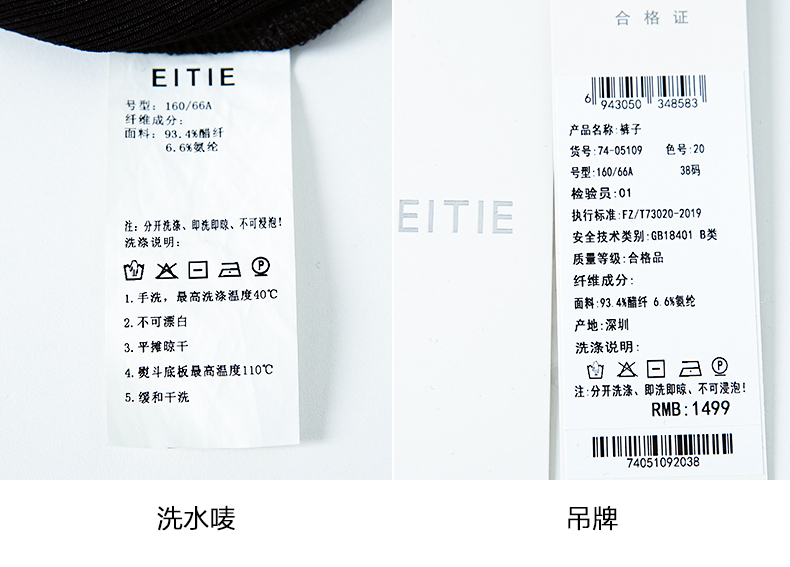 EITIE
号型: 160/66A
纤维成分:
面料: 93.4%醋纤
6.6%氨纶
注: 分开洗涤、即洗即晾、不可浸泡!
洗涤说明:
P
1.手洗，最高洗涤温度40℃
2.不可漂白
3.平摊晾干
4.熨斗底板最高温度110℃
5.缓和干洗
洗水唛
EITIE
合格证
6 943050 348583
产品名称:裤子
货号:74-05109 色号:20
号型:160/66A 38码
检验员:01
执行标准:FZ/T73020-2019
安全技术类别:GB18401 B类
质量等级:合格品
纤维成分:
面料:93.4%醋纤 6.6%氨纶
产地:深圳
洗涤说明:
P
注:分开洗涤、即洗即晾、不可浸泡!
RMB:1499
74051092038
吊牌